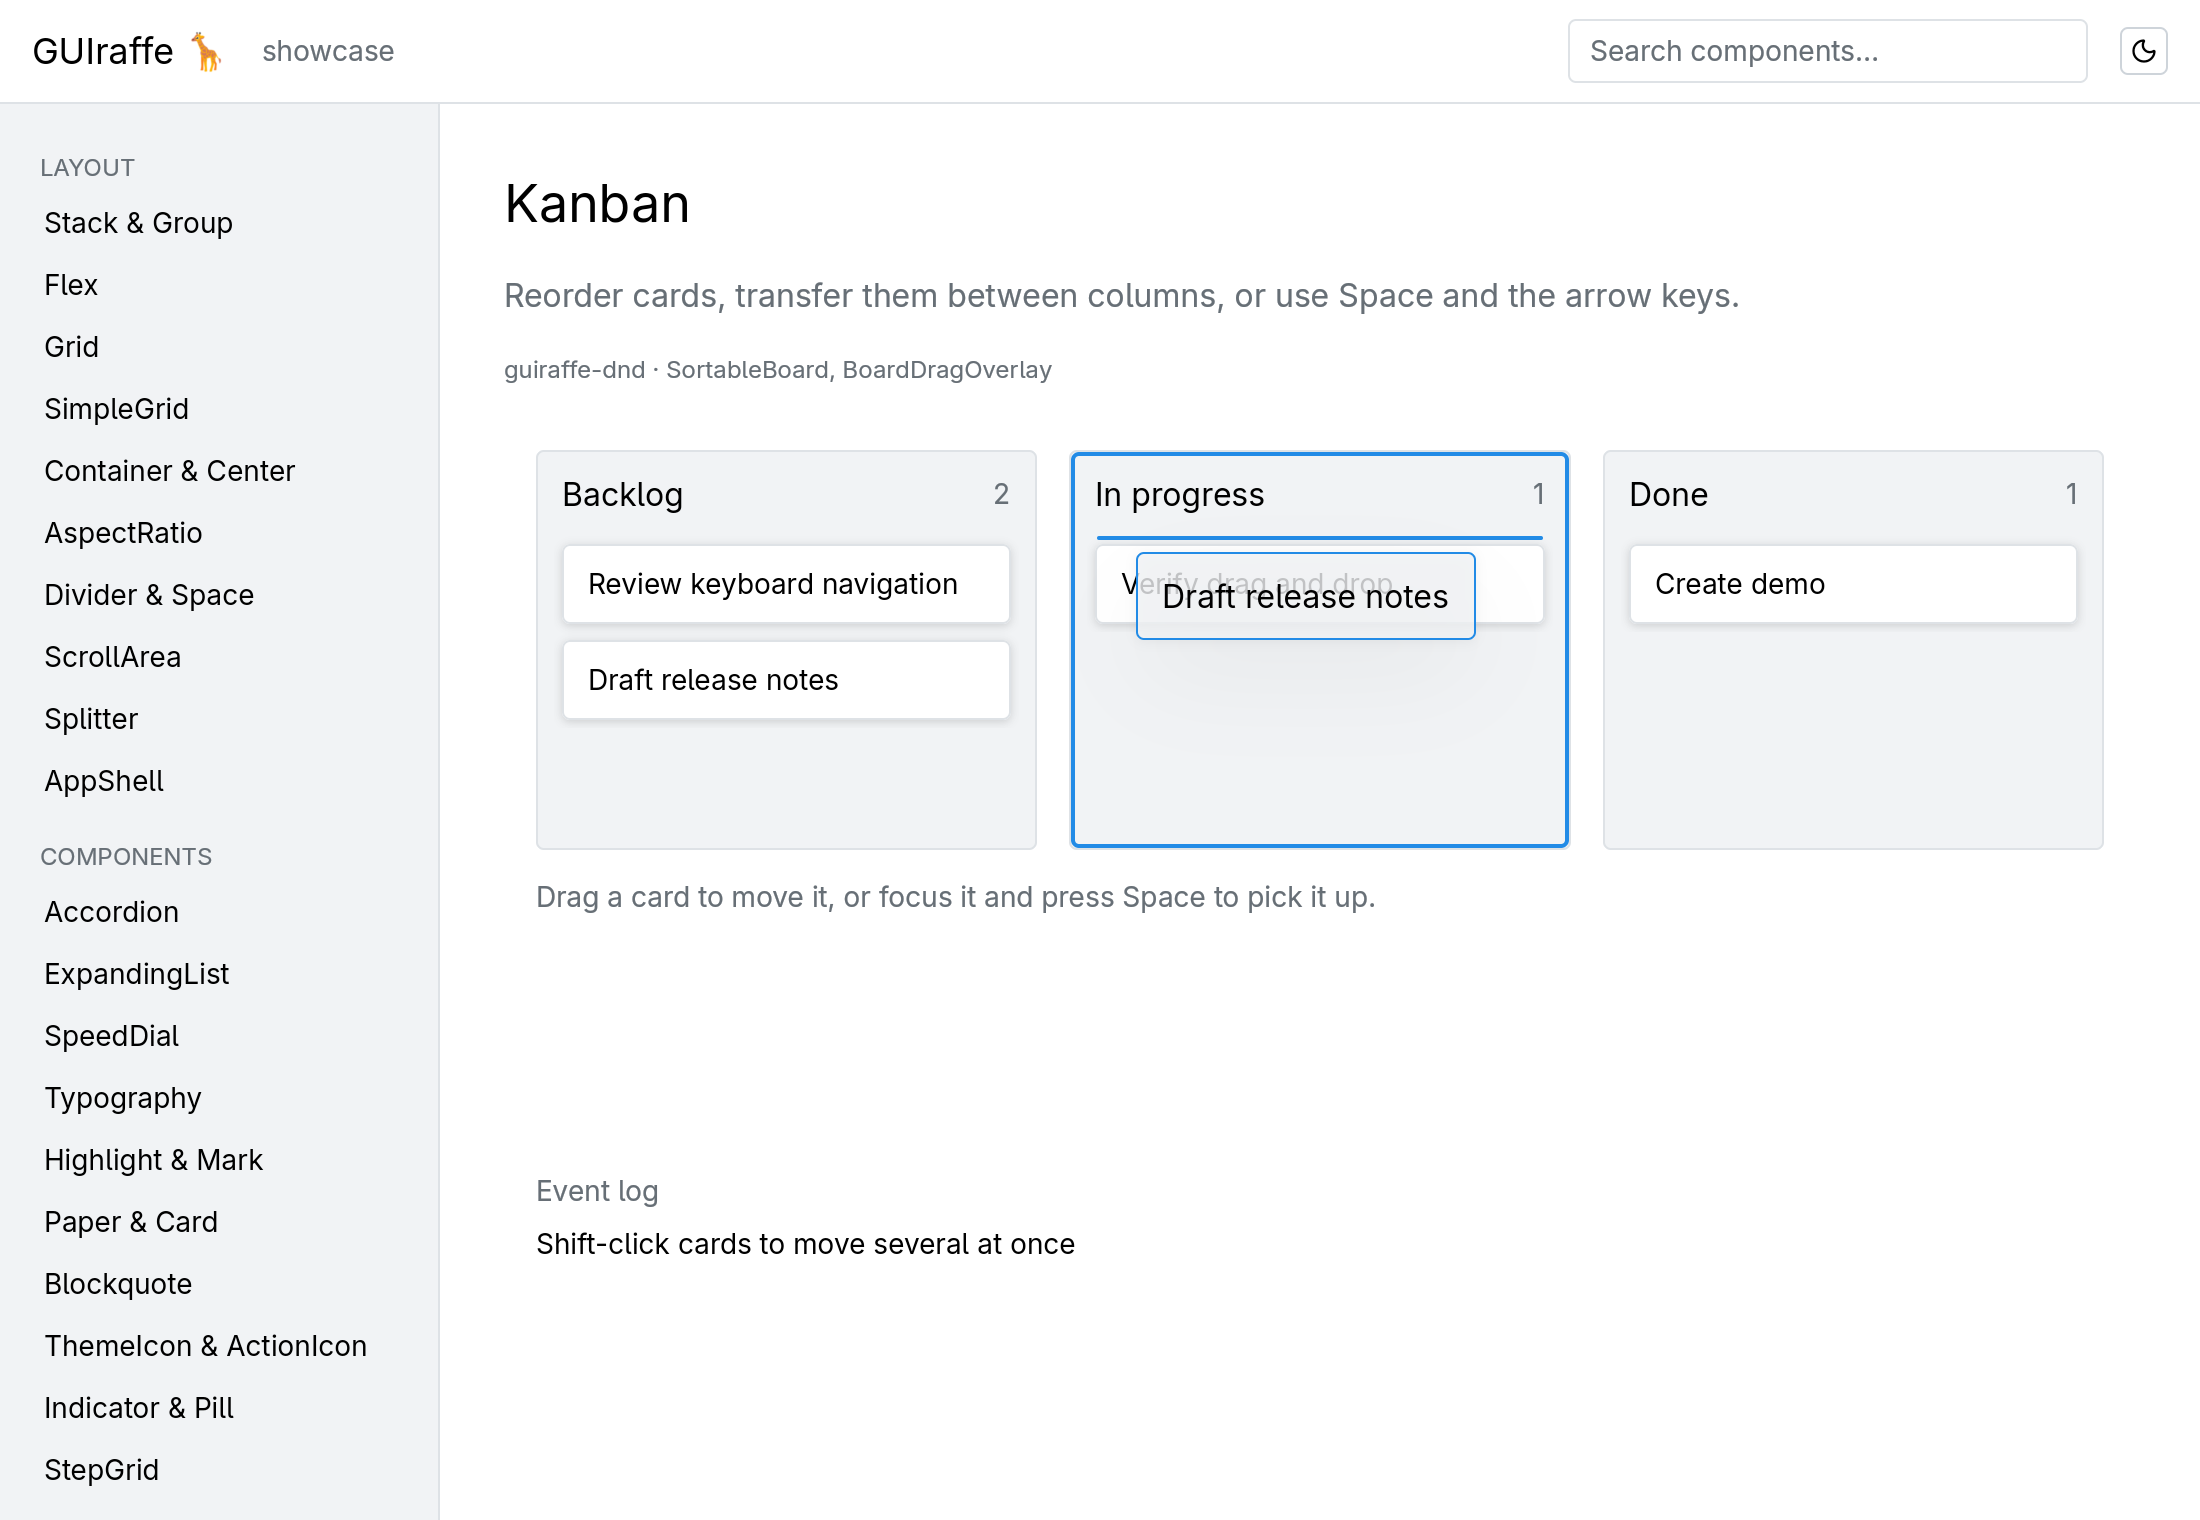 GUIraffe 🦒 showcase
Search components...
LAYOUT
Stack & Group
Flex
Grid
SimpleGrid
Container & Center
AspectRatio
Divider & Space
ScrollArea
Splitter
AppShell
COMPONENTS
Accordion
ExpandingList
SpeedDial
Typography
Highlight & Mark
Paper & Card
Blockquote
ThemeIcon & ActionIcon
Indicator & Pill
StepGrid
Kanban
Reorder cards, transfer them between columns, or use Space and the arrow keys.
guiraffe-dnd · SortableBoard, BoardDragOverlay
Backlog 2
Review keyboard navigation
Draft release notes
In progress 1
Verify drag and drop
Draft release notes
Done 1
Create demo
Drag a card to move it, or focus it and press Space to pick it up.
Event log
Shift-click cards to move several at once